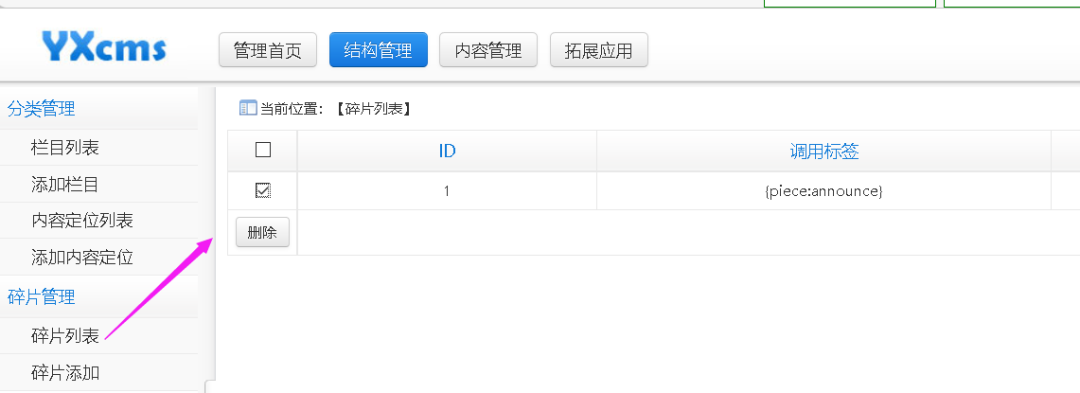 YXcms 管理首页 结构管理 内容管理 拓展应用
分类管理
栏目列表
添加栏目
内容定位列表
添加内容定位
碎片管理
碎片列表
碎片添加
当前位置：【碎片列表】
ID 调用标签
1 {piece:announce}
删除